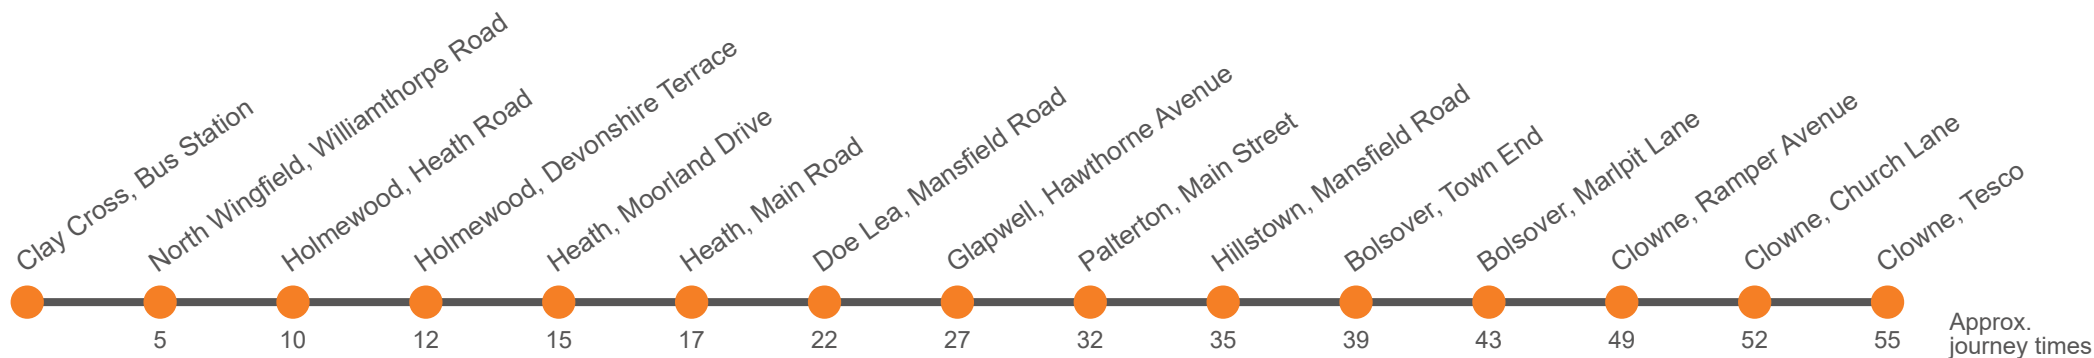 Clay Cross, Bus Station
North Wingfield, Williamthorpe Road
Holmewood, Heath Road
Holmewood, Devonshire Terrace
Heath, Moorland Drive
Heath, Main Road
Doe Lea, Mansfield Road
Glapwell, Hawthorne Avenue
Palterton, Main Street
Hillstown, Mansfield Road
Bolsover, Town End
Bolsover, Marlpit Lane
Clowne, Ramper Avenue
Clowne, Church Lane
Clowne, Tesco
5 10 12 15 17 22 27 32 35 39 43 49 52 55
Approx.
journey times